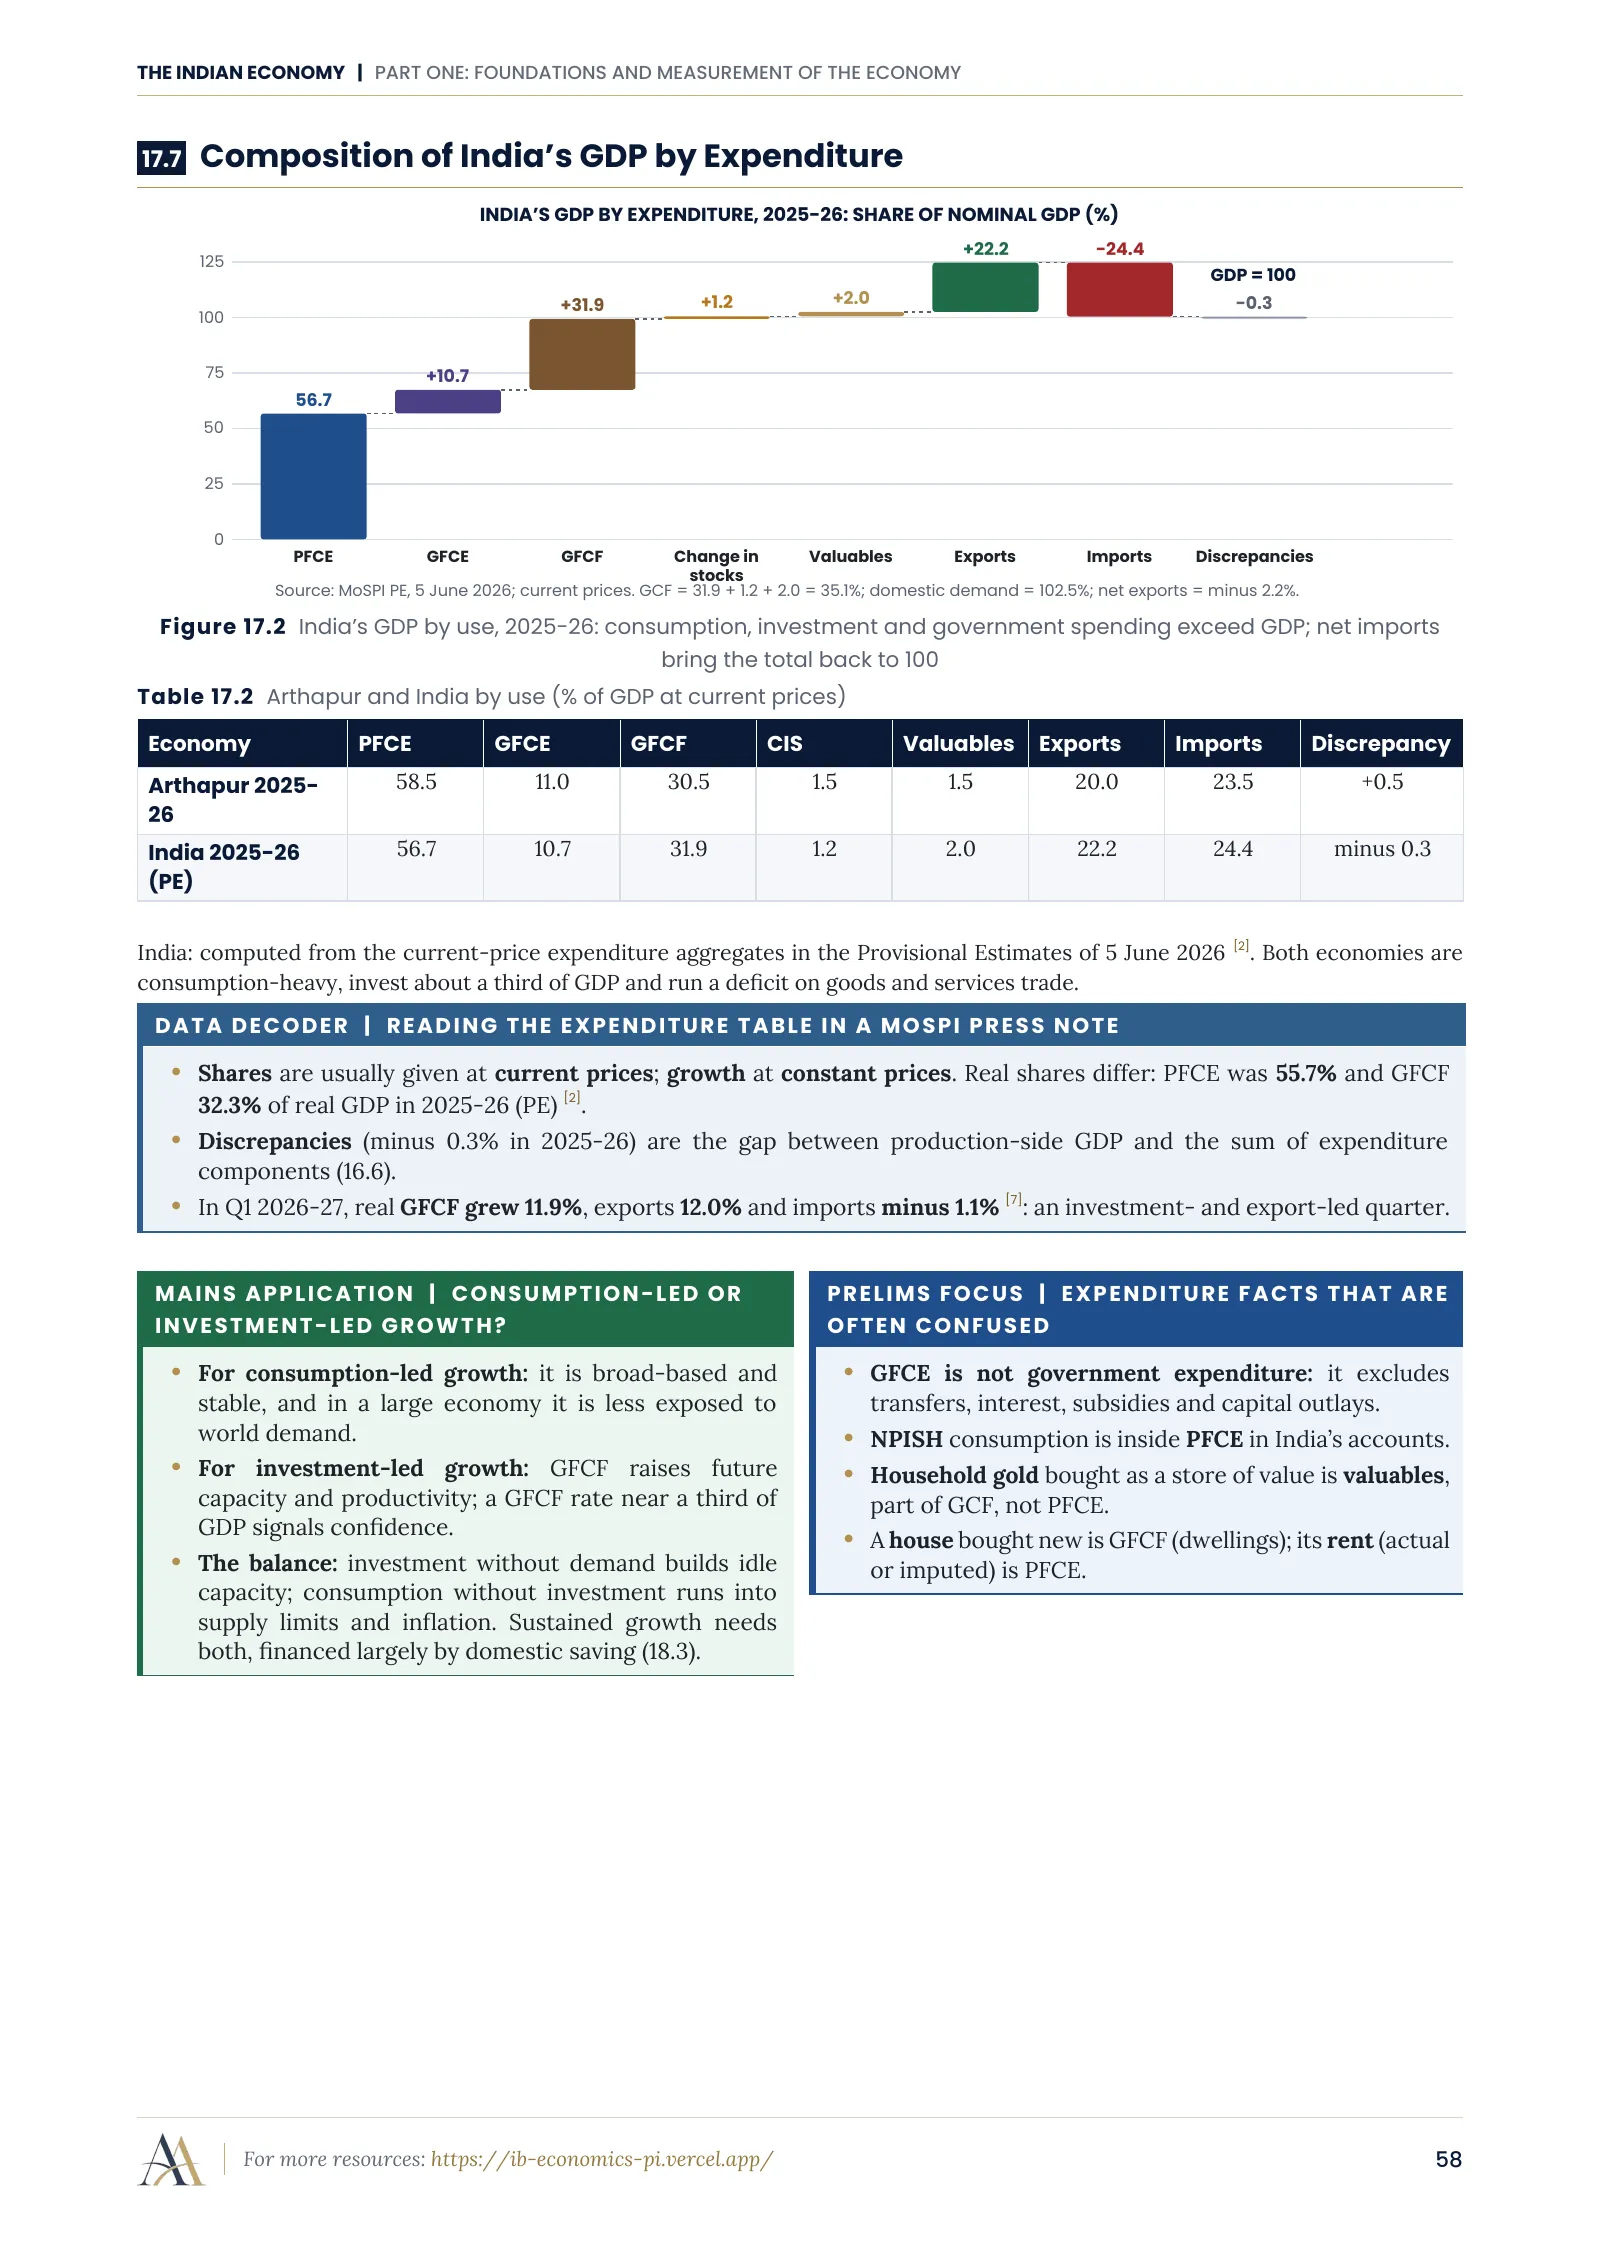 THE INDIAN ECONOMY | PART ONE: FOUNDATIONS AND MEASUREMENT OF THE ECONOMY
17.7 Composition of India’s GDP by Expenditure
INDIA’S GDP BY EXPENDITURE, 2025-26: SHARE OF NOMINAL GDP (%)
125
100
75
50
25
0
56.7
+10.7
+31.9
+1.2
+2.0
+22.2
−24.4
GDP = 100
−0.3
PFCE
GFCE
GFCF
Change in
stocks
Valuables
Exports
Imports
Discrepancies
Source: MoSPI PE, 5 June 2026; current prices. GCF = 31.9 + 1.2 + 2.0 = 35.1%; domestic demand = 102.5%; net exports = minus 2.2%.
Figure 17.2 India’s GDP by use, 2025-26: consumption, investment and government spending exceed GDP; net imports
bring the total back to 100
Table 17.2 Arthapur and India by use (% of GDP at current prices)
Economy PFCE GFCE GFCF CIS Valuables Exports Imports Discrepancy
Arthapur 2025-
26 58.5 11.0 30.5 1.5 1.5 20.0 23.5 +0.5
India 2025-26
(PE) 56.7 10.7 31.9 1.2 2.0 22.2 24.4 minus 0.3
India: computed from the current-price expenditure aggregates in the Provisional Estimates of 5 June 2026 [2]. Both economies are
consumption-heavy, invest about a third of GDP and run a deficit on goods and services trade.
DATA DECODER | READING THE EXPENDITURE TABLE IN A MOSPI PRESS NOTE
• Shares are usually given at current prices; growth at constant prices. Real shares differ: PFCE was 55.7% and GFCF
32.3% of real GDP in 2025-26 (PE) [2].
• Discrepancies (minus 0.3% in 2025-26) are the gap between production-side GDP and the sum of expenditure
components (16.6).
• In Q1 2026-27, real GFCF grew 11.9%, exports 12.0% and imports minus 1.1% [7]: an investment- and export-led quarter.
MAINS APPLICATION | CONSUMPTION-LED OR
INVESTMENT-LED GROWTH?
• For consumption-led growth: it is broad-based and
stable, and in a large economy it is less exposed to
world demand.
• For investment-led growth: GFCF raises future
capacity and productivity; a GFCF rate near a third of
GDP signals confidence.
• The balance: investment without demand builds idle
capacity; consumption without investment runs into
supply limits and inflation. Sustained growth needs
both, financed largely by domestic saving (18.3).
PRELIMS FOCUS | EXPENDITURE FACTS THAT ARE
OFTEN CONFUSED
• GFCE is not government expenditure: it excludes
transfers, interest, subsidies and capital outlays.
• NPISH consumption is inside PFCE in India’s accounts.
• Household gold bought as a store of value is valuables,
part of GCF, not PFCE.
• A house bought new is GFCF (dwellings); its rent (actual
or imputed) is PFCE.
For more resources: https://ib-economics-pi.vercel.app/
58